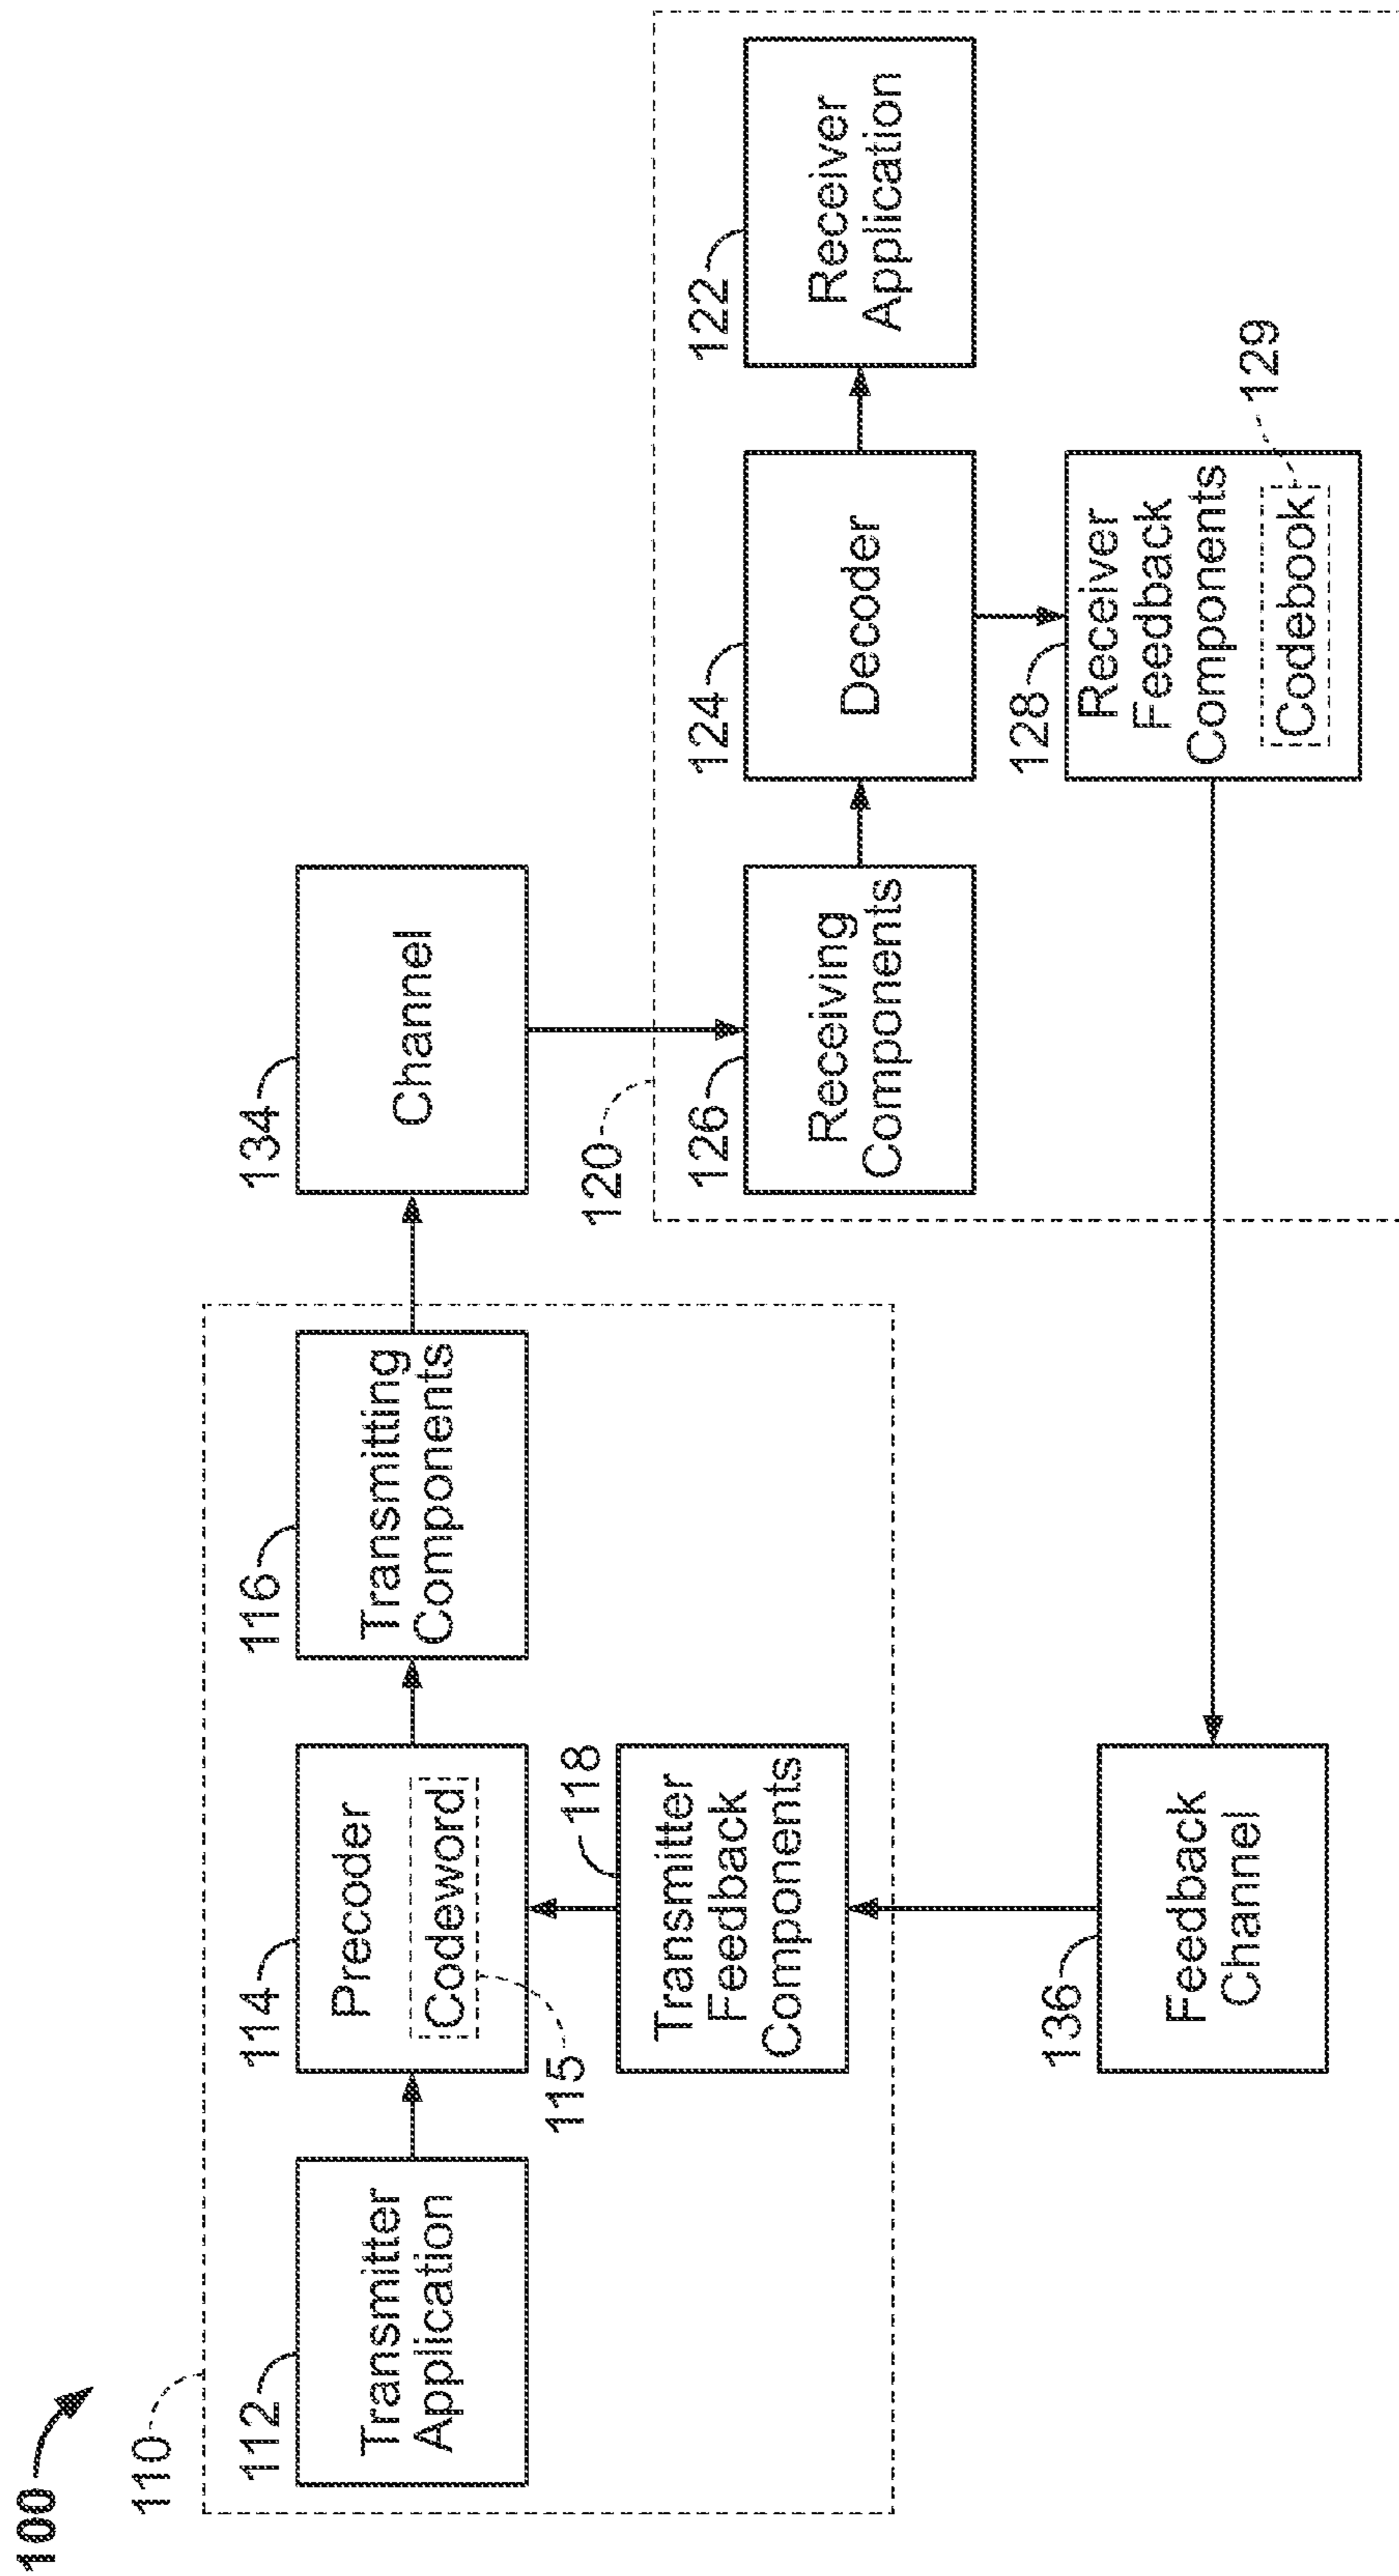 100
110
112
Transmitter
Application
114
Precoder
Codeword
115
116
Transmitting
Components
118
Transmitter
Feedback
Components
134
Channel
120
126
Receiving
Components
124
Decoder
122
Receiver
Application
128
Receiver
Feedback
Components
Codebook
129
136
Feedback
Channel